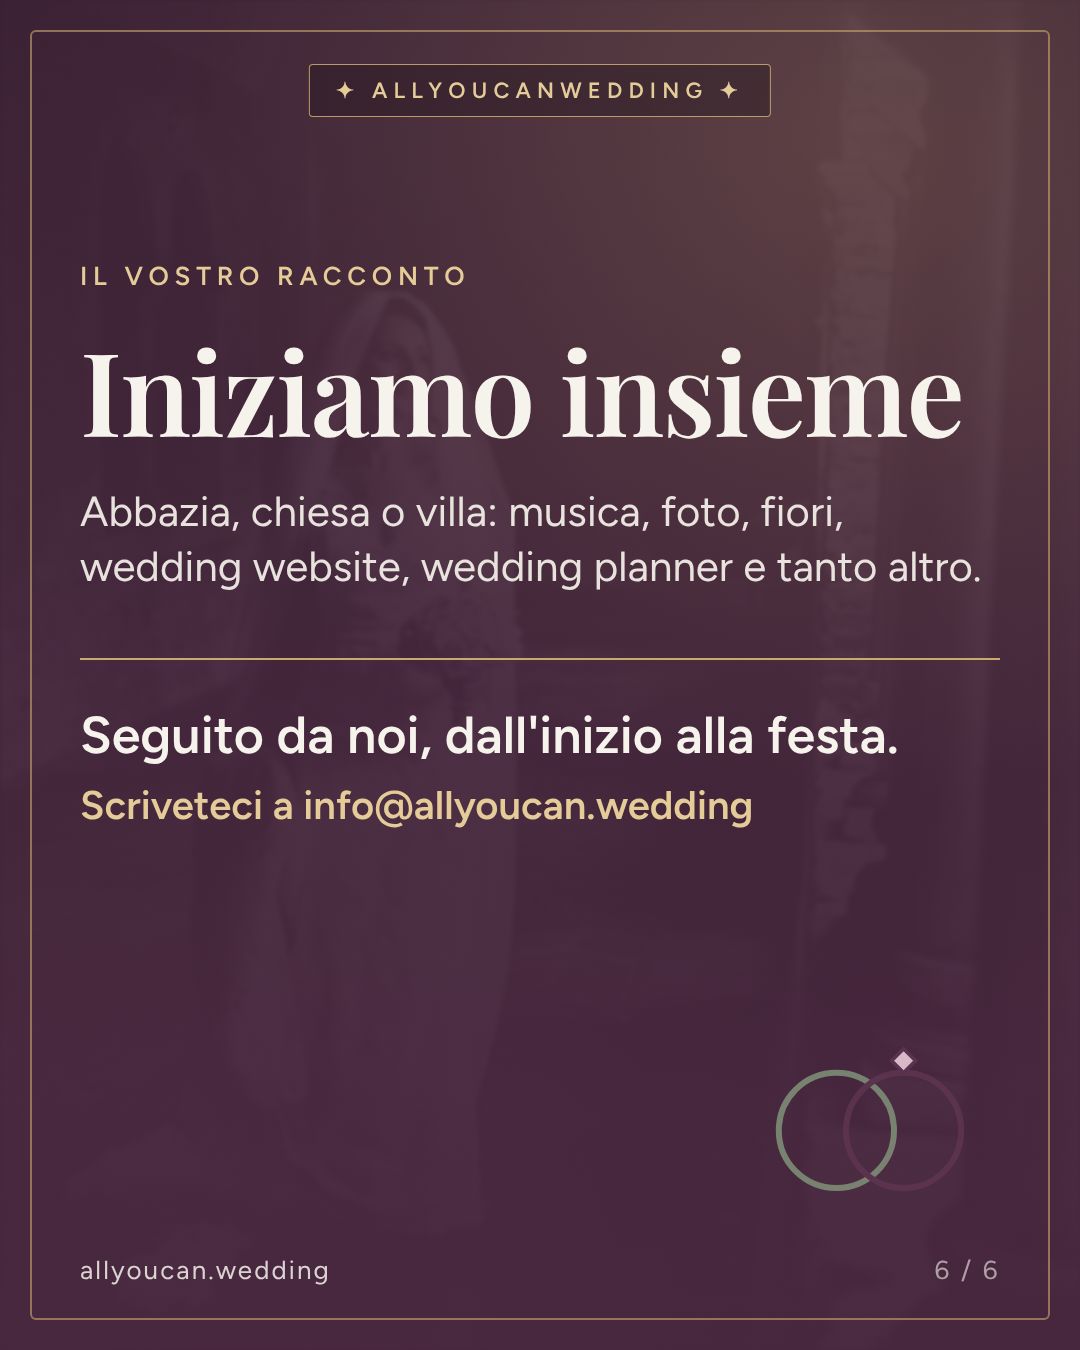 ✦ ALLYOUCANWEDDING ✦
IL VOSTRO RACCONTO
Iniziamo insieme
Abbazia, chiesa o villa: musica, foto, fiori,
wedding website, wedding planner e tanto altro.
Seguito da noi, dall'inizio alla festa.
Scriveteci a info@allyoucan.wedding
allyoucan.wedding
6 / 6